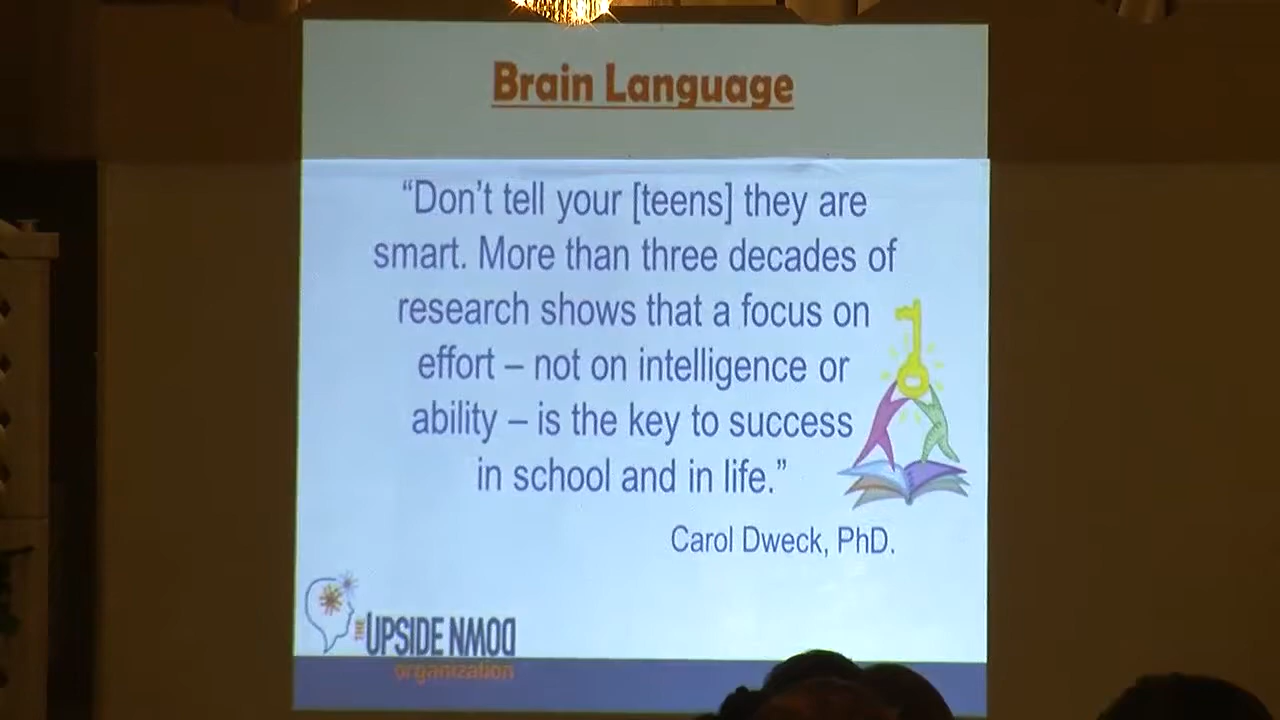 Brain Language
“Don’t tell your [teens] they are
smart. More than three decades of
research shows that a focus on
effort – not on intelligence or
ability – is the key to success
in school and in life.”
Carol Dweck, PhD.
THE UPSIDE DOWN
organization